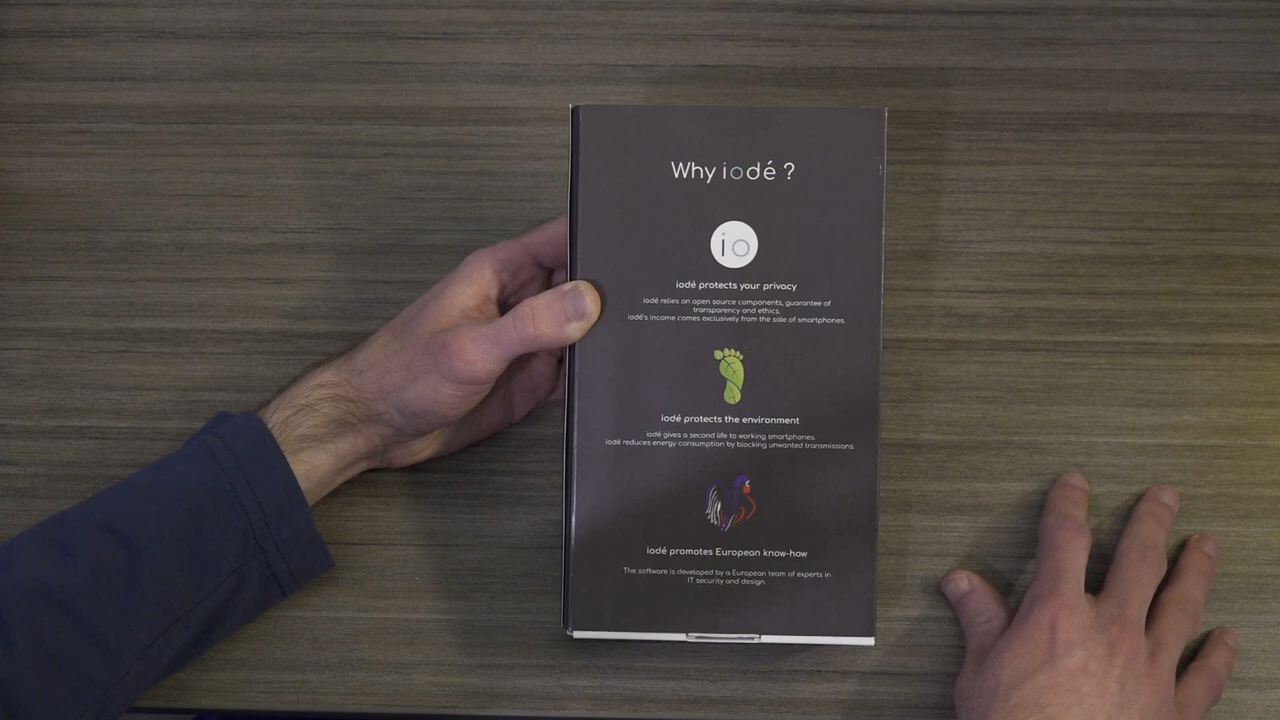 Why iodé ?
io
iodé protects your privacy
iodé relies on open source components, guarantee of
transparency and ethics.
iodé's income comes exclusively from the sale of smartphones.
iodé protects the environment
iodé gives a second life to working smartphones.
iodé reduces energy consumption by blocking unwanted transmissions.
iodé promotes European know-how
The software is developed by a European team of experts in
IT security and design.